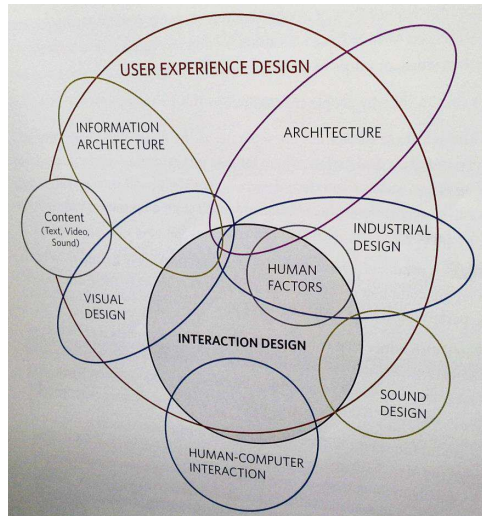 USER EXPERIENCE DESIGN
INFORMATION
ARCHITECTURE
ARCHITECTURE
Content
(Text, Video,
Sound)
INDUSTRIAL
DESIGN
HUMAN
FACTORS
VISUAL
DESIGN
INTERACTION DESIGN
SOUND
DESIGN
HUMAN-COMPUTER
INTERACTION